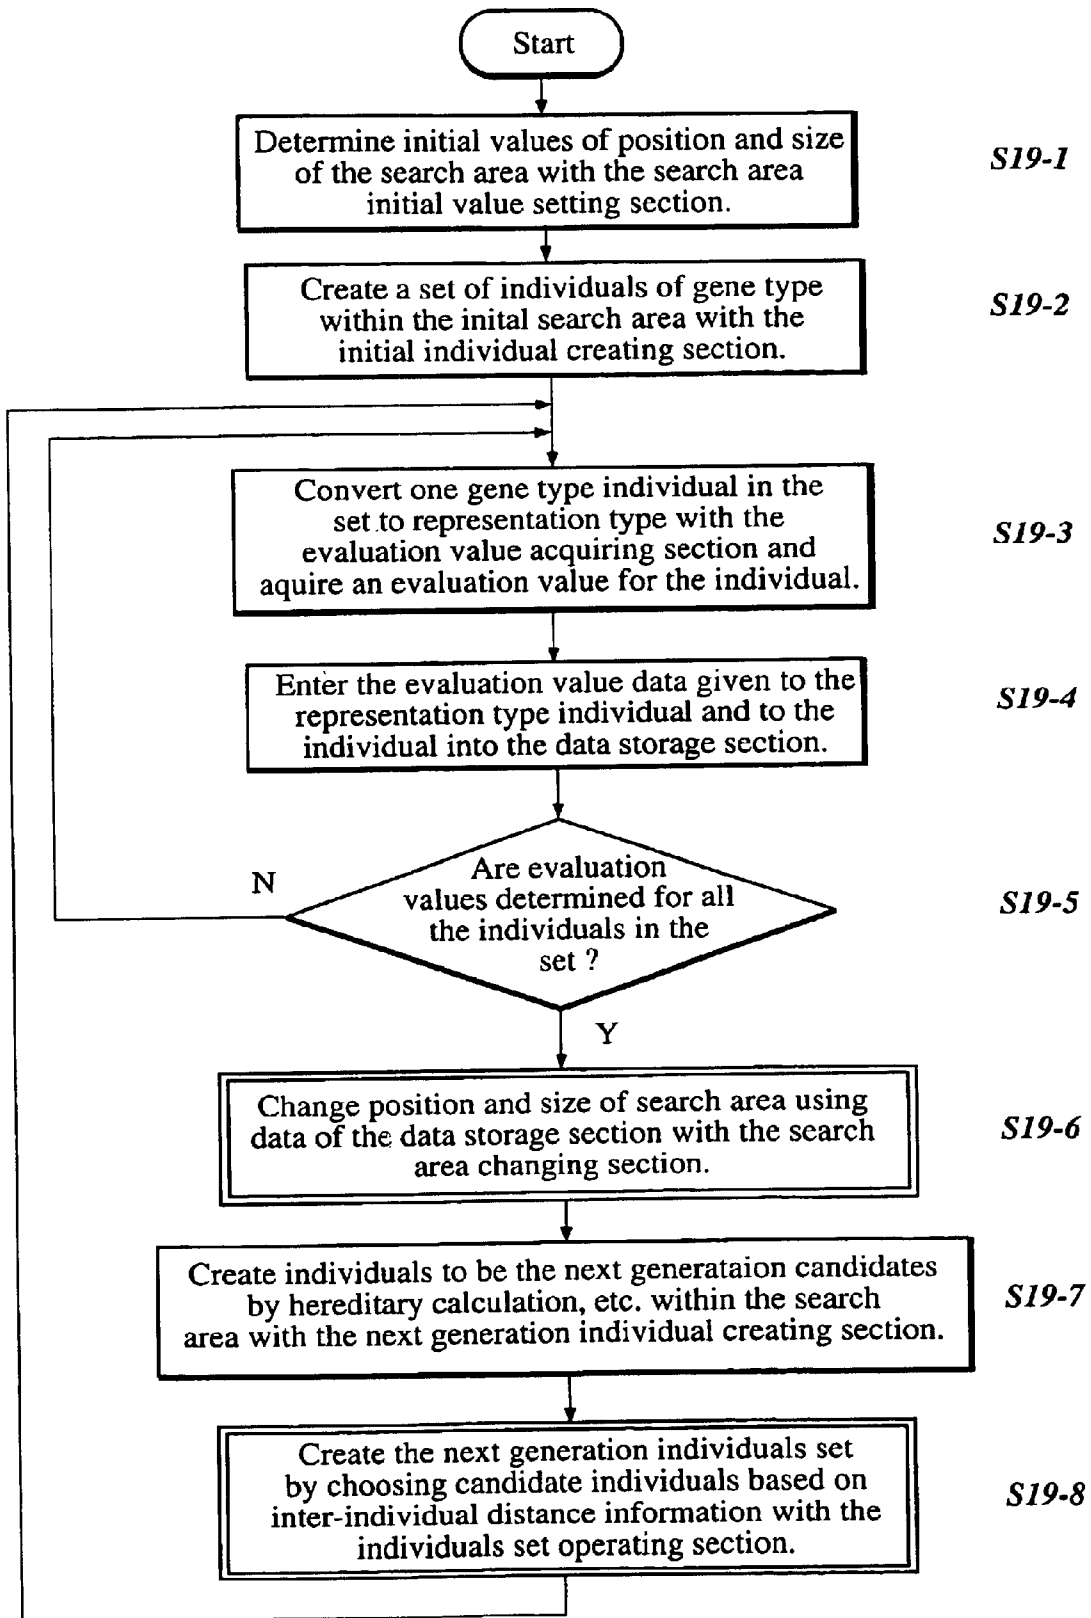 Start
Determine initial values of position and size
of the search area with the search area
initial value setting section.
S19-1
Create a set of individuals of gene type
within the inital search area with the
initial individual creating section.
S19-2
Convert one gene type individual in the
set to representation type with the
evaluation value acquiring section and
aquire an evaluation value for the individual.
S19-3
Enter the evaluation value data given to the
representation type individual and to the
individual into the data storage section.
S19-4
Are evaluation
values determined for all
the individuals in the
set ?
N
S19-5
Y
Change position and size of search area using
data of the data storage section with the search
area changing section.
S19-6
Create individuals to be the next generataion candidates
by hereditary calculation, etc. within the search
area with the next generation individual creating section.
S19-7
Create the next generation individuals set
by choosing candidate individuals based on
inter-individual distance information with the
individuals set operating section.
S19-8